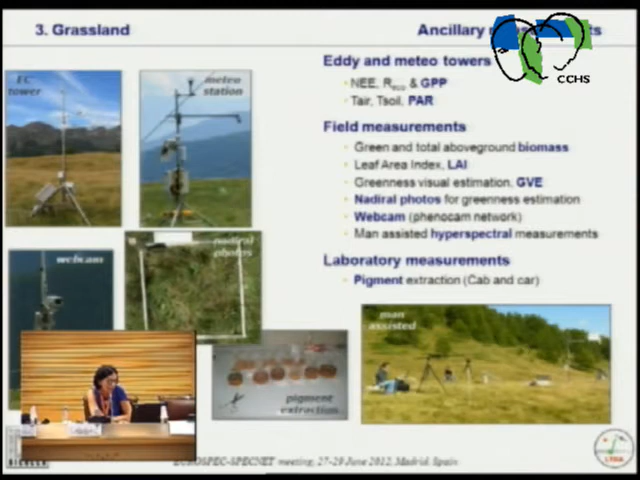 3. Grassland
Ancillary
CCHS
Eddy and meteo towers
NEE, Reco & GPP
Tair, Tsoil, PAR
Field measurements
Green and total aboveground biomass
Leaf Area Index, LAI
Greenness visual estimation, GVE
Nadiral photos for greenness estimation
Webcam (phenocam network)
Man assisted hyperspectral measurements
Laboratory measurements
Pigment extraction (Cab and car)
EC
tower
meteo
station
webcam
nadiral
photos
pigment
extraction
man
assisted
EUROSPEC-SPECNET meeting, 27-29 June 2012, Madrid, Spain